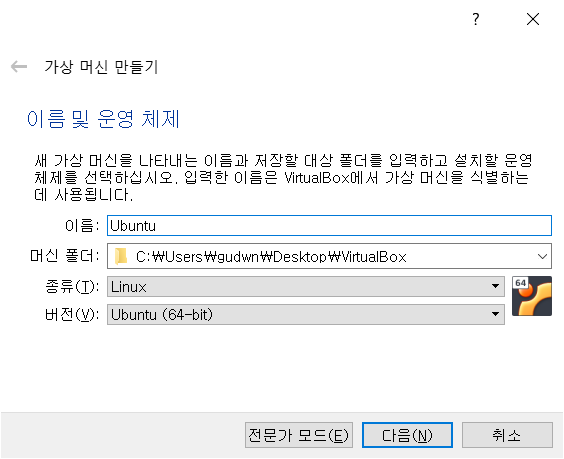 ?
가상 머신 만들기
이름 및 운영 체제
새 가상 머신을 나타내는 이름과 저장할 대상 폴더를 입력하고 설치할 운영
체제를 선택하십시오. 입력한 이름은 VirtualBox에서 가상 머신을 식별하는
데 사용됩니다.
이름: Ubuntu
머신 폴더: C:₩Users₩gudwn₩Desktop₩VirtualBox
종류(T): Linux
64
버전(V): Ubuntu (64-bit)
전문가 모드(E) 다음(N) 취소